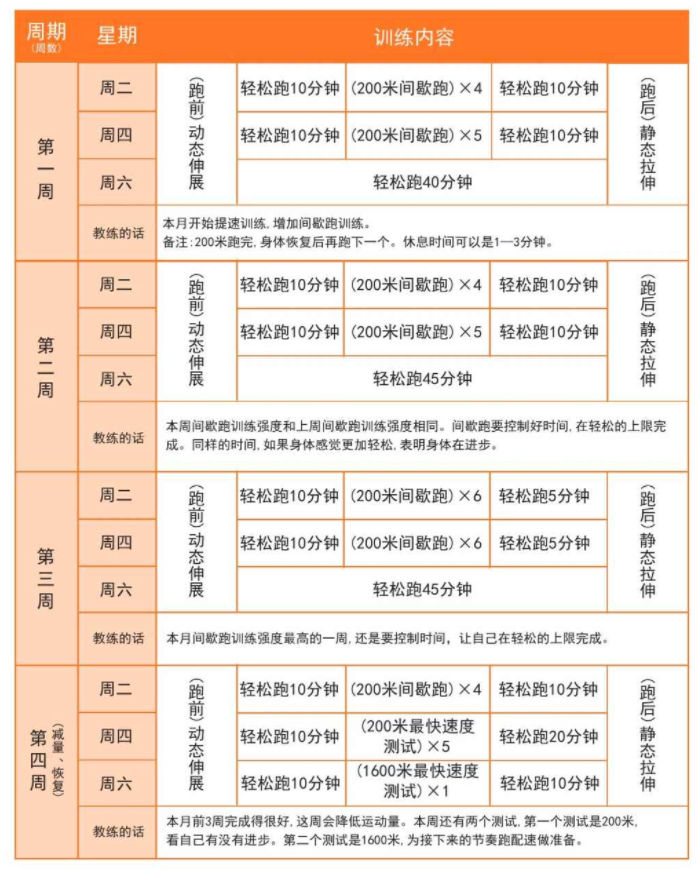 周期
(周数)
星期
训练内容
第一周
周二
(跑前)动态伸展
轻松跑10分钟
(200米间歇跑)×4
轻松跑10分钟
(跑后)静态拉伸
周四
轻松跑10分钟
(200米间歇跑)×5
轻松跑10分钟
周六
轻松跑40分钟
教练的话
本月开始提速训练,增加间歇跑训练。
备注:200米跑完,身体恢复后再跑下一个。休息时间可以是1—3分钟。
第二周
周二
(跑前)动态伸展
轻松跑10分钟
(200米间歇跑)×4
轻松跑10分钟
(跑后)静态拉伸
周四
轻松跑10分钟
(200米间歇跑)×5
轻松跑10分钟
周六
轻松跑45分钟
教练的话
本周间歇跑训练强度和上周间歇跑训练强度相同。间歇跑要控制好时间,在轻松的上限完
成。同样的时间,如果身体感觉更加轻松,表明身体在进步。
第三周
周二
(跑前)动态伸展
轻松跑10分钟
(200米间歇跑)×6
轻松跑5分钟
(跑后)静态拉伸
周四
轻松跑10分钟
(200米间歇跑)×6
轻松跑5分钟
周六
轻松跑45分钟
教练的话
本月间歇跑训练强度最高的一周,还是要控制时间，让自己在轻松的上限完成。
第四周
(减量、恢复)
周二
(跑前)动态伸展
轻松跑10分钟
(200米间歇跑)×4
轻松跑10分钟
(跑后)静态拉伸
周四
轻松跑10分钟
(200米最快速度
测试)×5
轻松跑20分钟
周六
轻松跑10分钟
(1600米最快速度
测试)×1
轻松跑10分钟
教练的话
本月前3周完成得很好,这周会降低运动量。本周还有两个测试,第一个测试是200米,
看自己有没有进步。第二个测试是1600米,为接下来的节奏跑配速做准备。